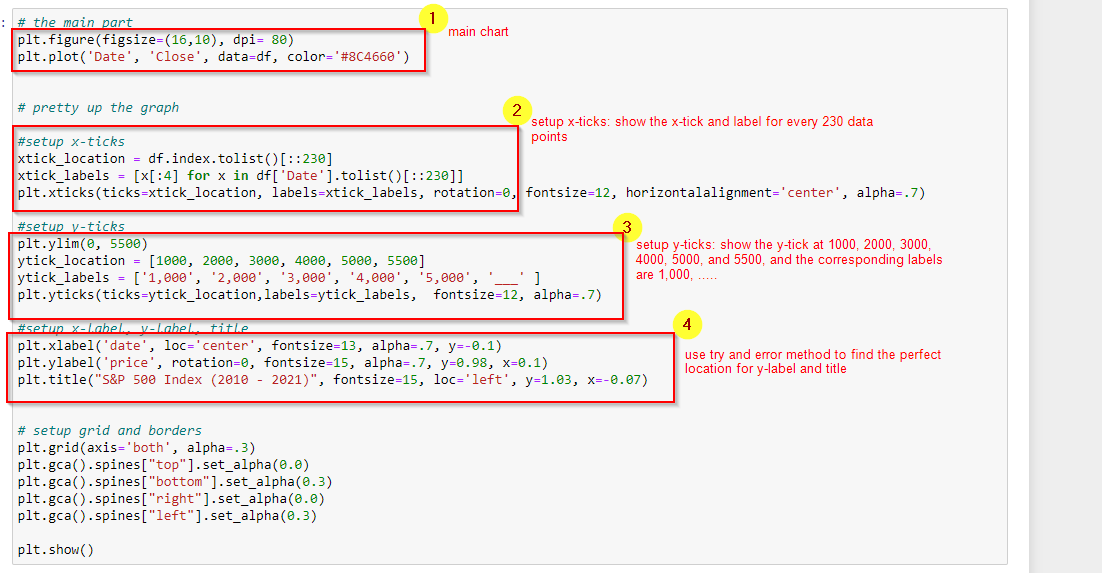 :
# the main part
1
main chart
plt.figure(figsize=(16,10), dpi= 80)
plt.plot('Date', 'Close', data=df, color='#8C4660')
# pretty up the graph
2
setup x-ticks: show the x-tick and label for every 230 data
points
#setup x-ticks
xtick_location = df.index.tolist()[::230]
xtick_labels = [x[:4] for x in df['Date'].tolist()[::230]]
plt.xticks(ticks=xtick_location, labels=xtick_labels, rotation=0, fontsize=12, horizontalalignment='center', alpha=.7)
#setup y-ticks
3
setup y-ticks: show the y-tick at 1000, 2000, 3000,
4000, 5000, and 5500, and the corresponding labels
are 1,000, .....
plt.ylim(0, 5500)
ytick_location = [1000, 2000, 3000, 4000, 5000, 5500]
ytick_labels = ['1,000', '2,000', '3,000', '4,000', '5,000', '___' ]
plt.yticks(ticks=ytick_location,labels=ytick_labels,  fontsize=12, alpha=.7)
#setup x-label, y-label, title
4
use try and error method to find the perfect
location for y-label and title
plt.xlabel('date', loc='center', fontsize=13, alpha=.7, y=-0.1)
plt.ylabel('price', rotation=0, fontsize=15, alpha=.7, y=0.98, x=0.1)
plt.title("S&P 500 Index (2010 - 2021)", fontsize=15, loc='left', y=1.03, x=-0.07)
# setup grid and borders
plt.grid(axis='both', alpha=.3)
plt.gca().spines["top"].set_alpha(0.0)
plt.gca().spines["bottom"].set_alpha(0.3)
plt.gca().spines["right"].set_alpha(0.0)
plt.gca().spines["left"].set_alpha(0.3)
plt.show()